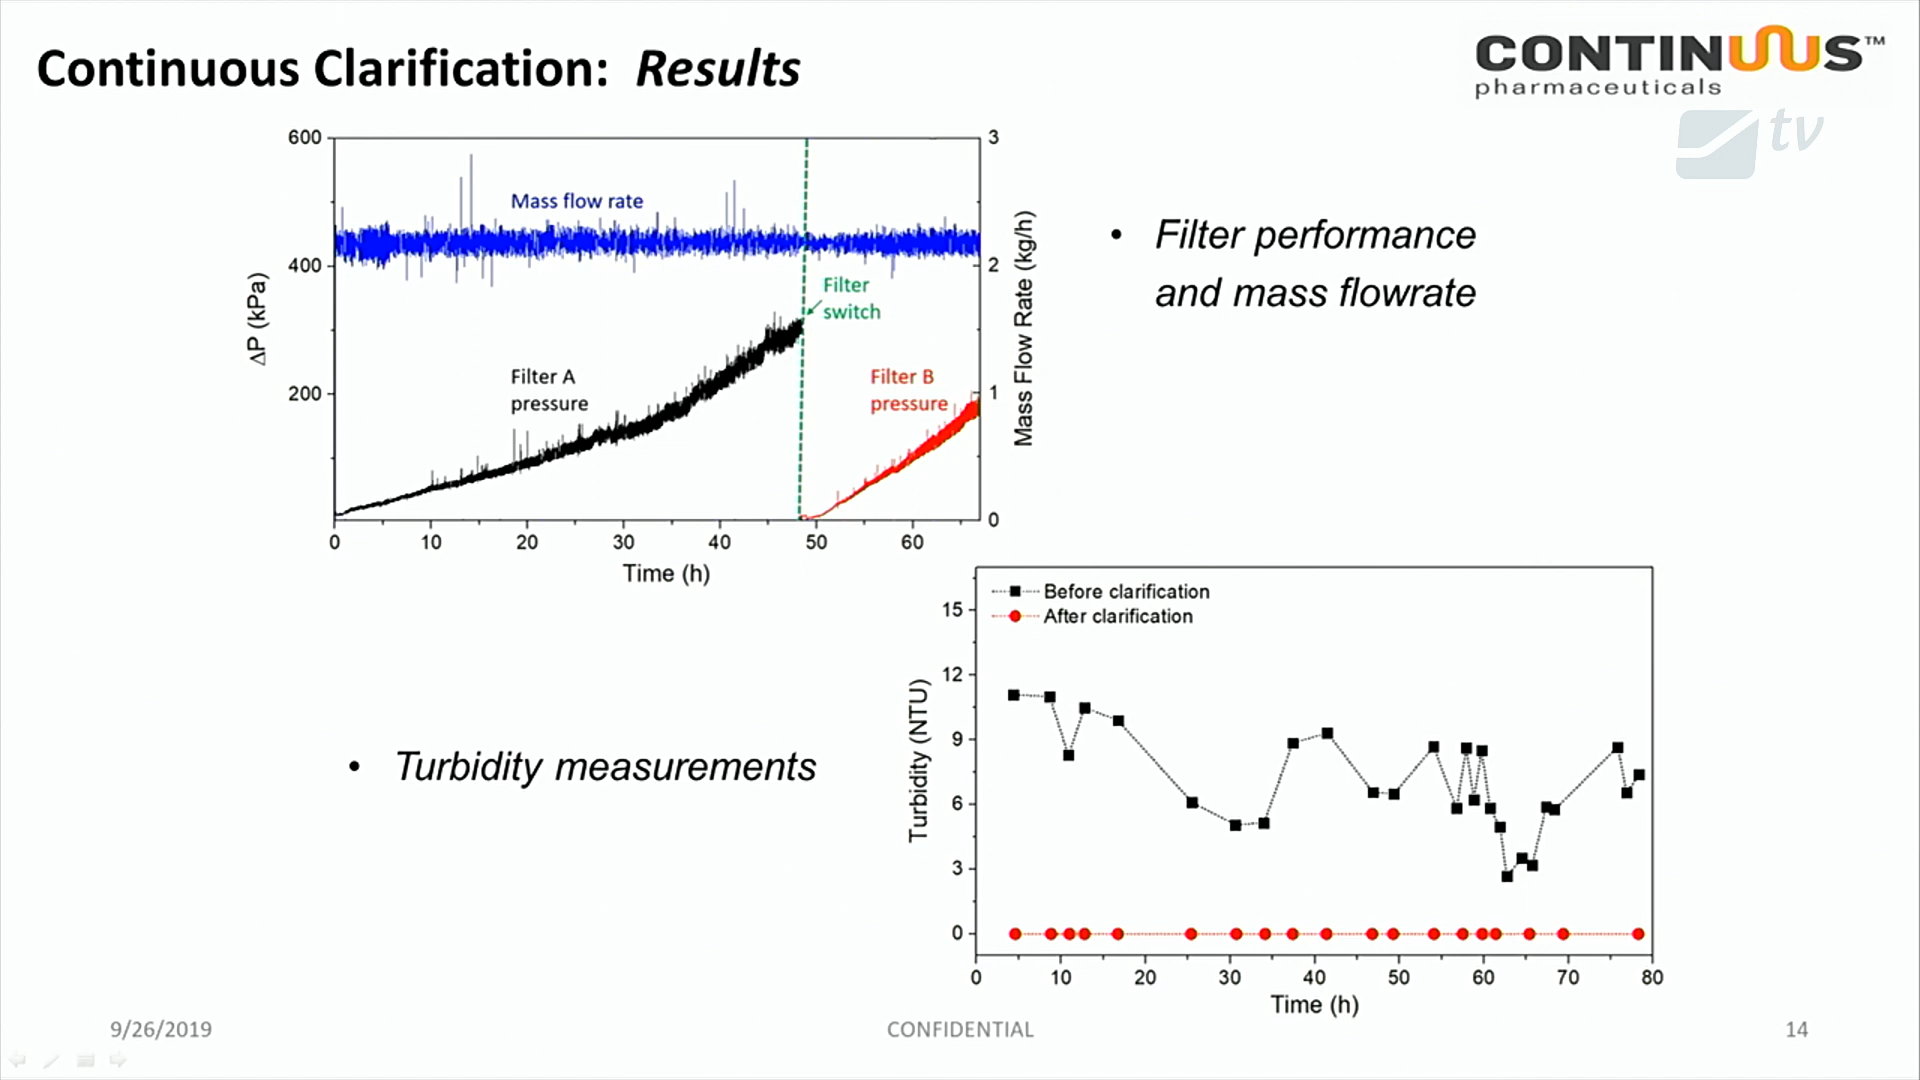 Continuous Clarification: Results
CONTINUUS™
pharmaceuticals
tv
600
400
200
ΔP (kPa)
3
2
1
0
Mass Flow Rate (kg/h)
Mass flow rate
Filter
switch
Filter A
pressure
Filter B
pressure
0 10 20 30 40 50 60
Time (h)
• Filter performance
and mass flowrate
• Turbidity measurements
Before clarification
After clarification
15
12
9
6
3
0
Turbidity (NTU)
0 10 20 30 40 50 60 70 80
Time (h)
9/26/2019
CONFIDENTIAL
14